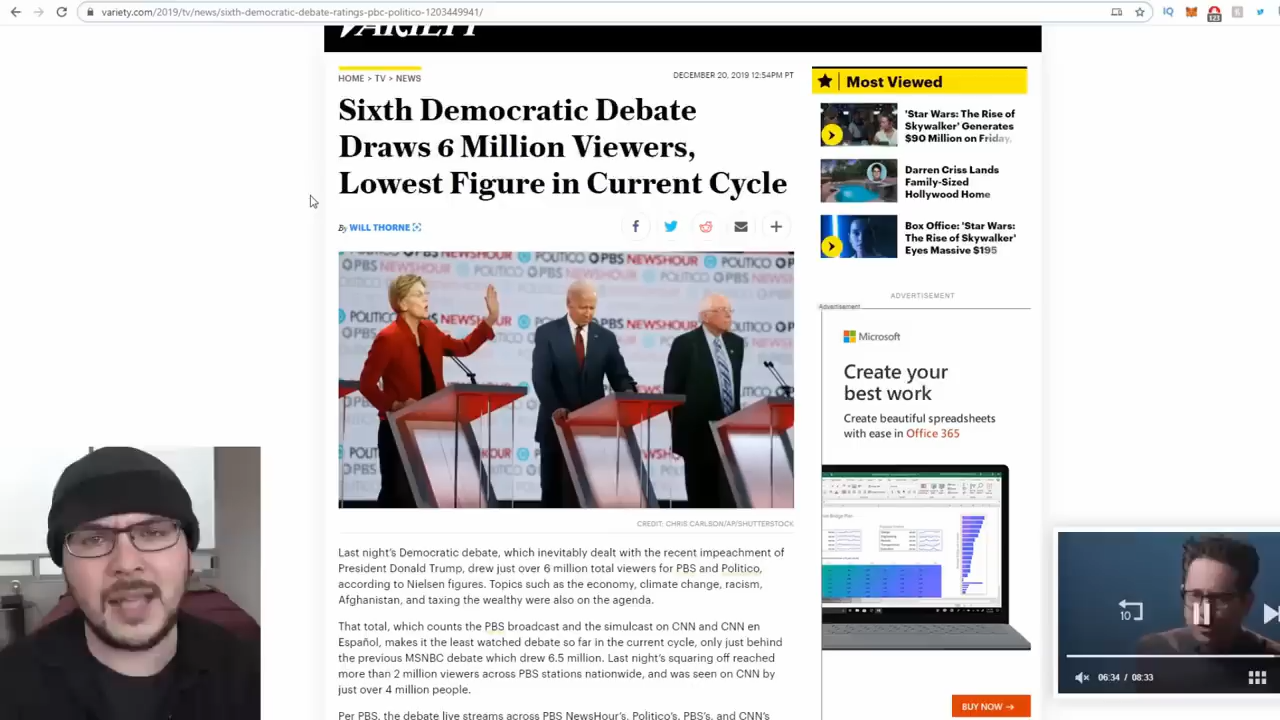 variety.com/2019/tv/news/sixth-democratic-debate-ratings-pbc-politico-1203449941/
123
VARIETY
HOME > TV > NEWS
DECEMBER 20, 2019 12:54PM PT
Sixth Democratic Debate
Draws 6 Million Viewers,
Lowest Figure in Current Cycle
By WILL THORNE
PBS NEWSHOUR
POLITICO
CREDIT: CHRIS CARLSON/AP/SHUTTERSTOCK
Last night's Democratic debate, which inevitably dealt with the recent impeachment of
President Donald Trump, drew just over 6 million total viewers for PBS and Politico,
according to Nielsen figures. Topics such as the economy, climate change, racism,
Afghanistan, and taxing the wealthy were also on the agenda.
That total, which counts the PBS broadcast and the simulcast on CNN and CNN en
Español, makes it the least watched debate so far in the current cycle, only just behind
the previous MSNBC debate which drew 6.5 million. Last night's squaring off reached
more than 2 million viewers across PBS stations nationwide, and was seen on CNN by
just over 4 million people.
Per PBS, the debate live streams across PBS NewsHour's, Politico's, PBS's, and CNN's
Most Viewed
'Star Wars: The Rise of
Skywalker' Generates
$90 Million on Friday,
Darren Criss Lands
Family-Sized
Hollywood Home
Box Office: 'Star Wars:
The Rise of Skywalker'
Eyes Massive $195
ADVERTISEMENT
Advertisement
Microsoft
Create your
best work
Create beautiful spreadsheets
with ease in Office 365
BUY NOW →
10
06:34 / 08:33